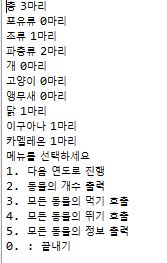 총 3마리
포유류 0마리
조류 1마리
파충류 2마리
개 0마리
고양이 0마리
앵무새 0마리
닭 1마리
이구아나 1마리
카멜레온 1마리
메뉴를 선택하세요
1. 다음 연도로 진행
2. 동물의 개수 출력
3. 모든 동물의 먹기 호출
4. 모든 동물의 뛰기 호출
5. 모든 동물의 정보 출력
0. : 끝내기